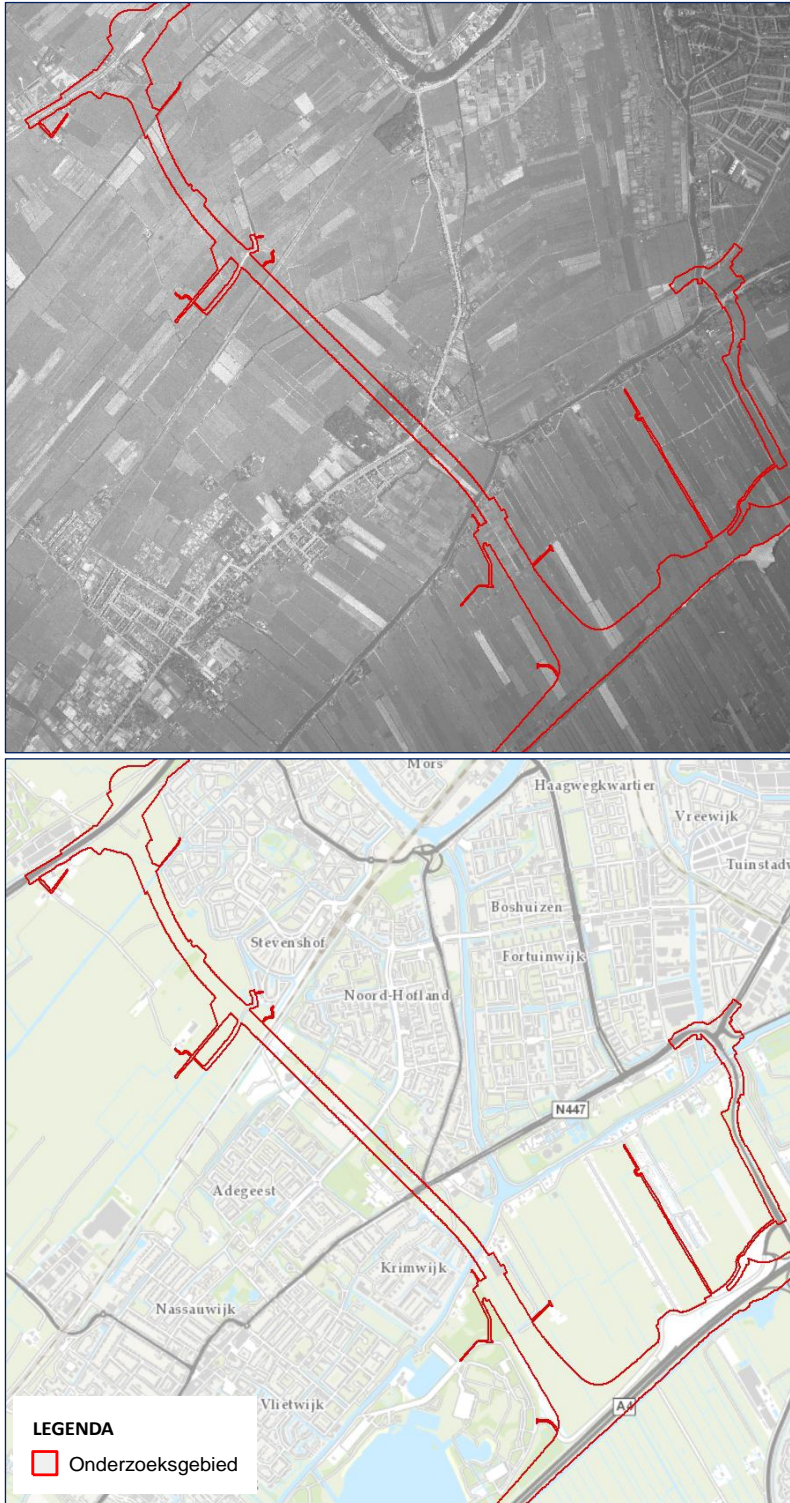 Mors
Haagwegkwartier
Vreewijk
Tuinstadw
Boshuizen
Stevenshof
Fortuinwijk
Noord-Hofland
N447
Adegeest
Krimwijk
Nassauwijk
Vlietwijk
A4
LEGENDA
Onderzoeksgebied